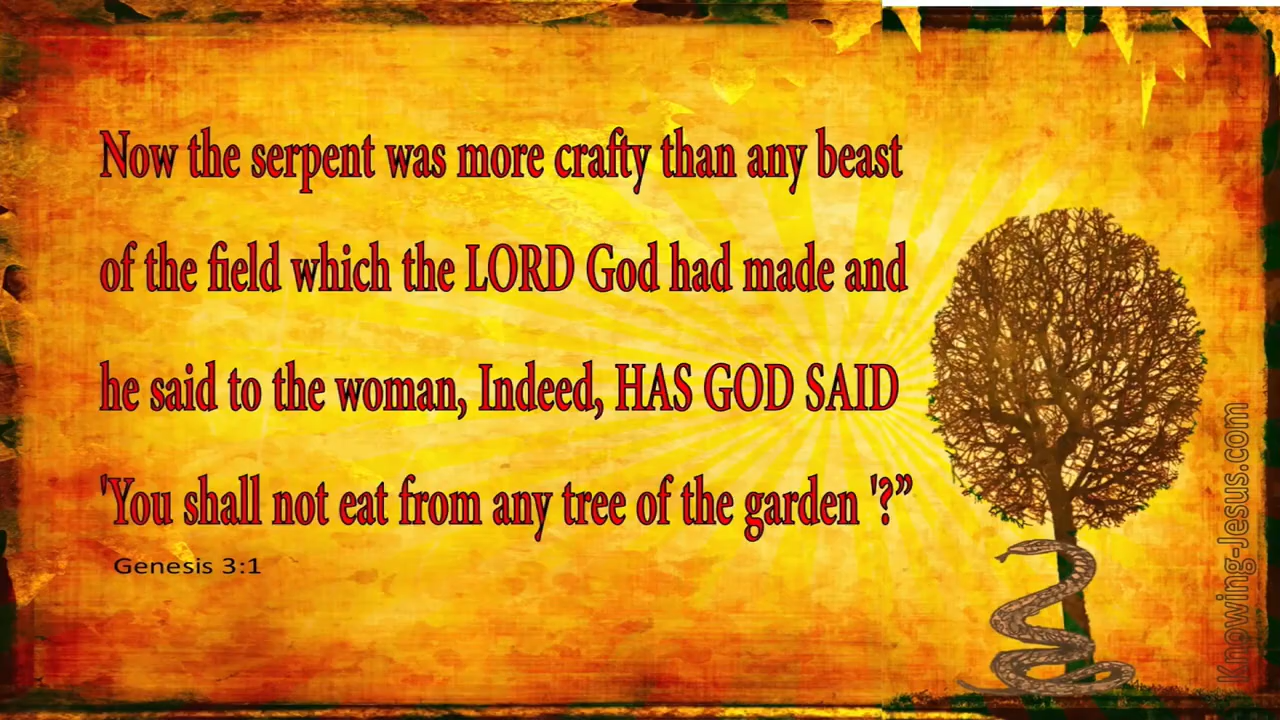 Now the serpent was more crafty than any beast
of the field which the LORD God had made and
he said to the woman, Indeed, HAS GOD SAID
'You shall not eat from any tree of the garden '?”
Genesis 3:1
Knowing-Jesus.com